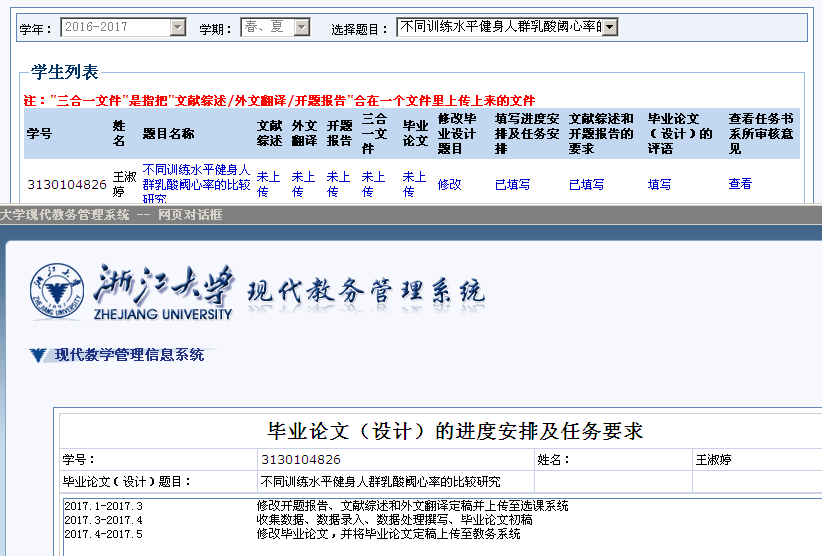 学年： 2016-2017 学期： 春、夏 选择题目： 不同训练水平健身人群乳酸阈心率的
学生列表
注："三合一文件"是指把"文献综述/外文翻译/开题报告"合在一个文件里上传上来的文件
学号 姓名 题目名称 文献综述 外文翻译 开题报告 三合一文件 毕业论文 修改毕业设计题目 填写进度安排及任务安排 文献综述和开题报告的要求 毕业论文（设计）的评语 查看任务书系所审核意见
3130104826 王淑婷 不同训练水平健身人群乳酸阈心率的比较研究 未上传 未上传 未上传 未上传 未上传 修改 已填写 已填写 填写 查看
大学现代教务管理系统 -- 网页对话框
浙江大学 现代教务管理系统
ZHEJIANG UNIVERSITY
现代教学管理信息系统
毕业论文（设计）的进度安排及任务要求
学号： 3130104826 姓名： 王淑婷
毕业论文（设计）题目： 不同训练水平健身人群乳酸阈心率的比较研究
2017.1-2017.3 修改开题报告、文献综述和外文翻译定稿并上传至选课系统
2017.3-2017.4 收集数据、数据录入、数据处理撰写、毕业论文初稿
2017.4-2017.5 修改毕业论文，并将毕业论文定稿上传至教务系统